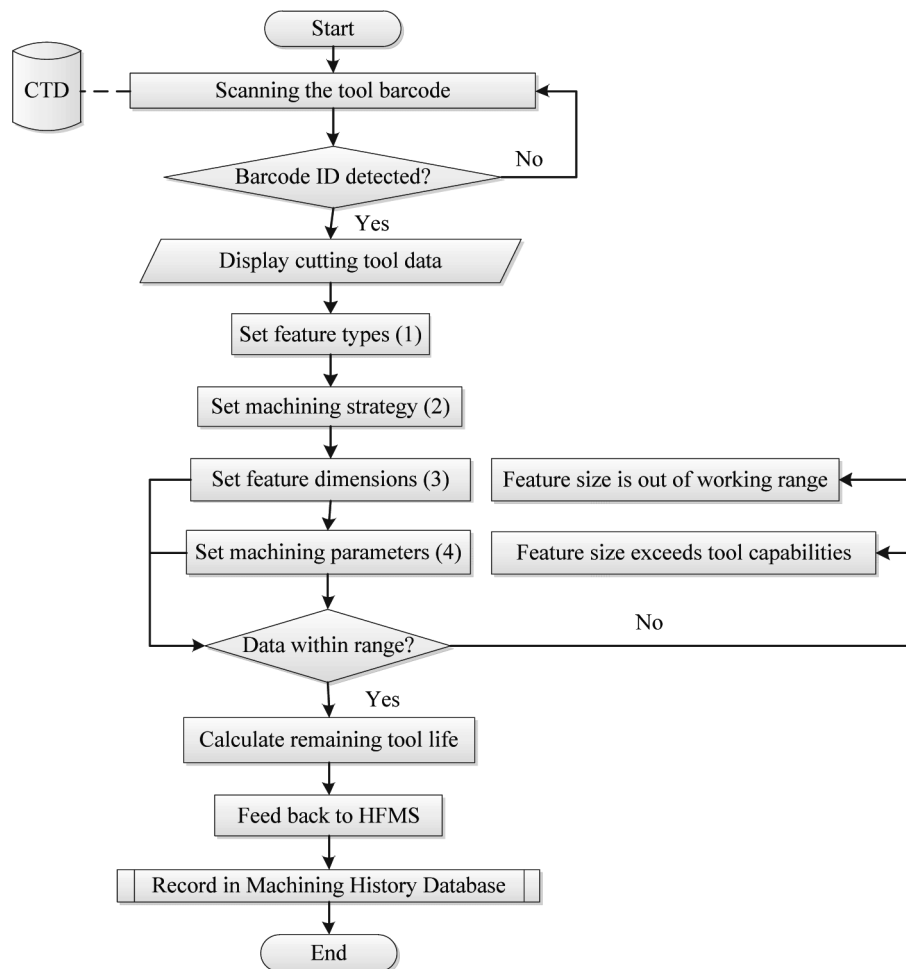 Start
CTD
Scanning the tool barcode
No
Barcode ID detected?
Yes
Display cutting tool data
Set feature types (1)
Set machining strategy (2)
Set feature dimensions (3)
Feature size is out of working range
Set machining parameters (4)
Feature size exceeds tool capabilities
No
Data within range?
Yes
Calculate remaining tool life
Feed back to HFMS
Record in Machining History Database
End